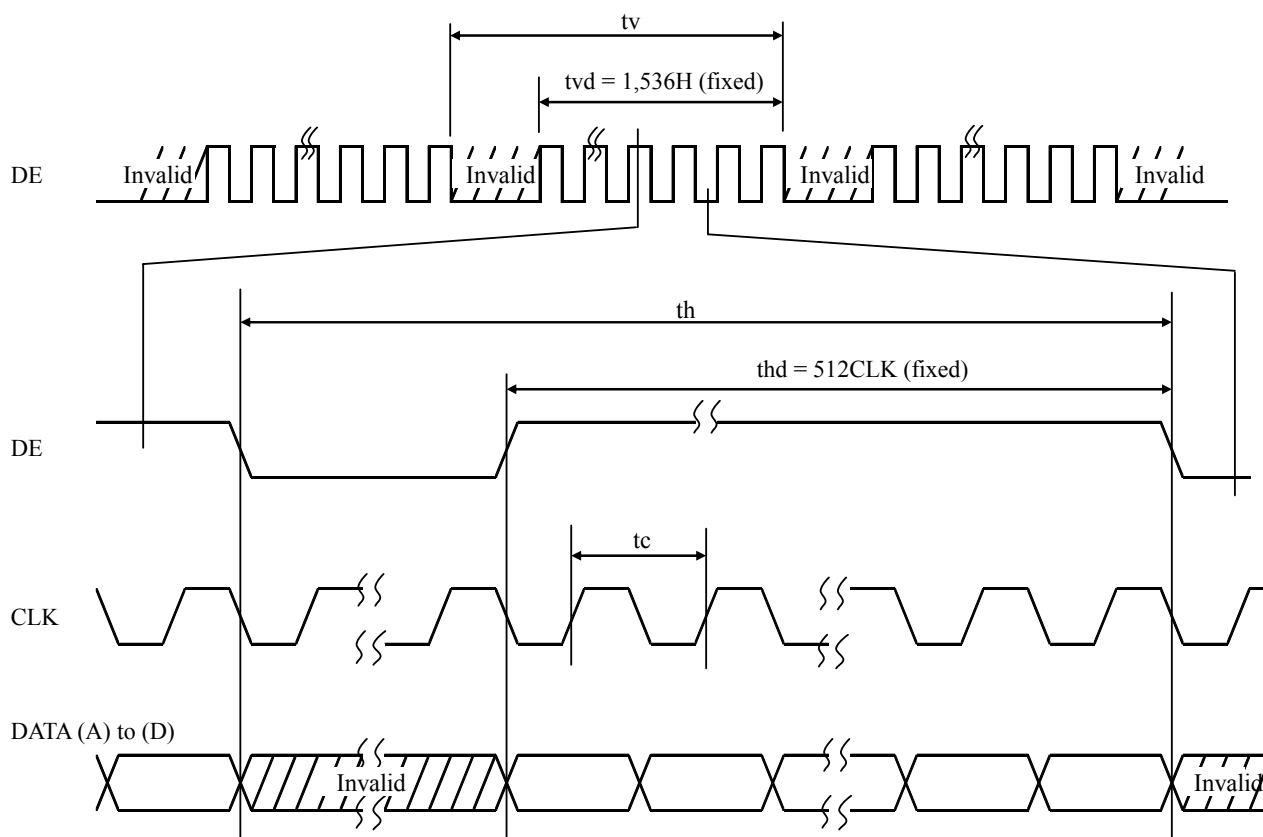 tv
tvd = 1,536H (fixed)
DE
Invalid
Invalid
Invalid
Invalid
th
thd = 512CLK (fixed)
DE
tc
CLK
DATA (A) to (D)
Invalid
Invalid